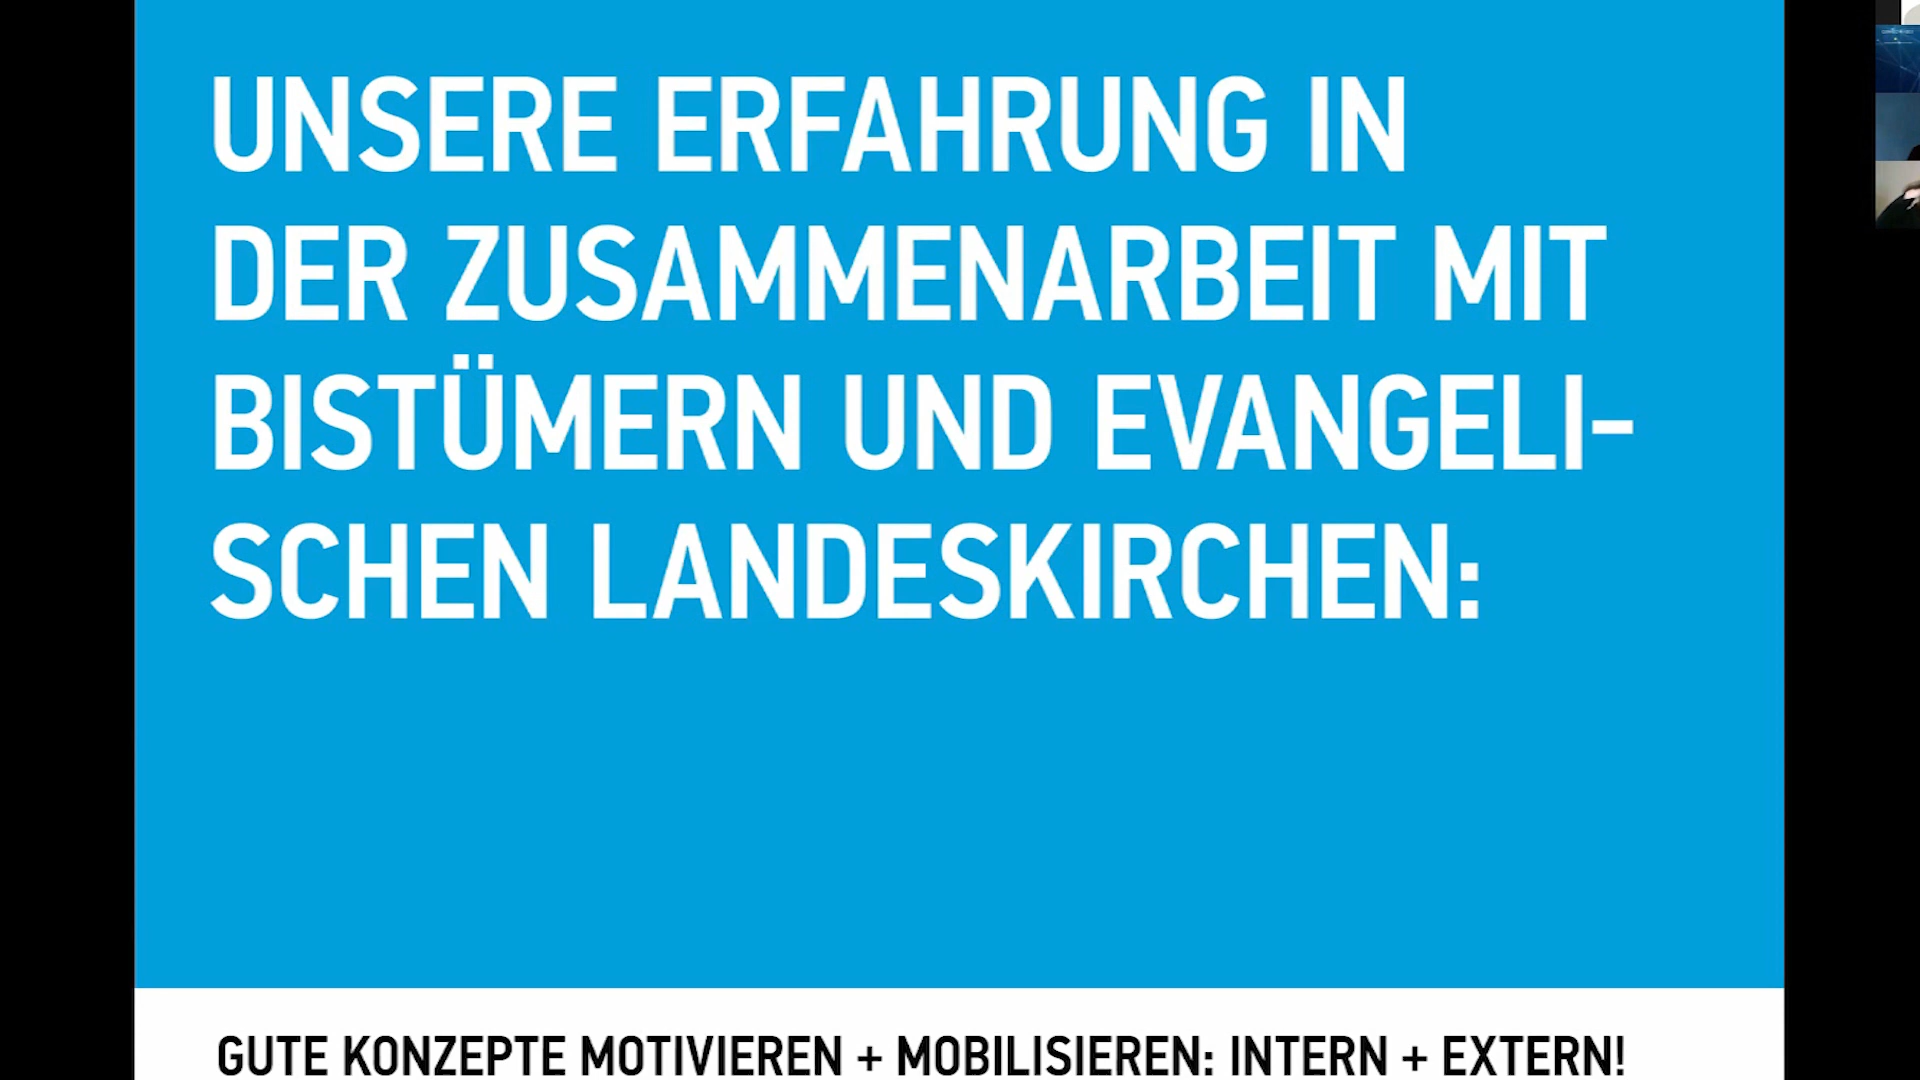 UNSERE ERFAHRUNG IN
DER ZUSAMMENARBEIT MIT
BISTÜMERN UND EVANGELI-
SCHEN LANDESKIRCHEN:
GUTE KONZEPTE MOTIVIEREN + MOBILISIEREN: INTERN + EXTERN!